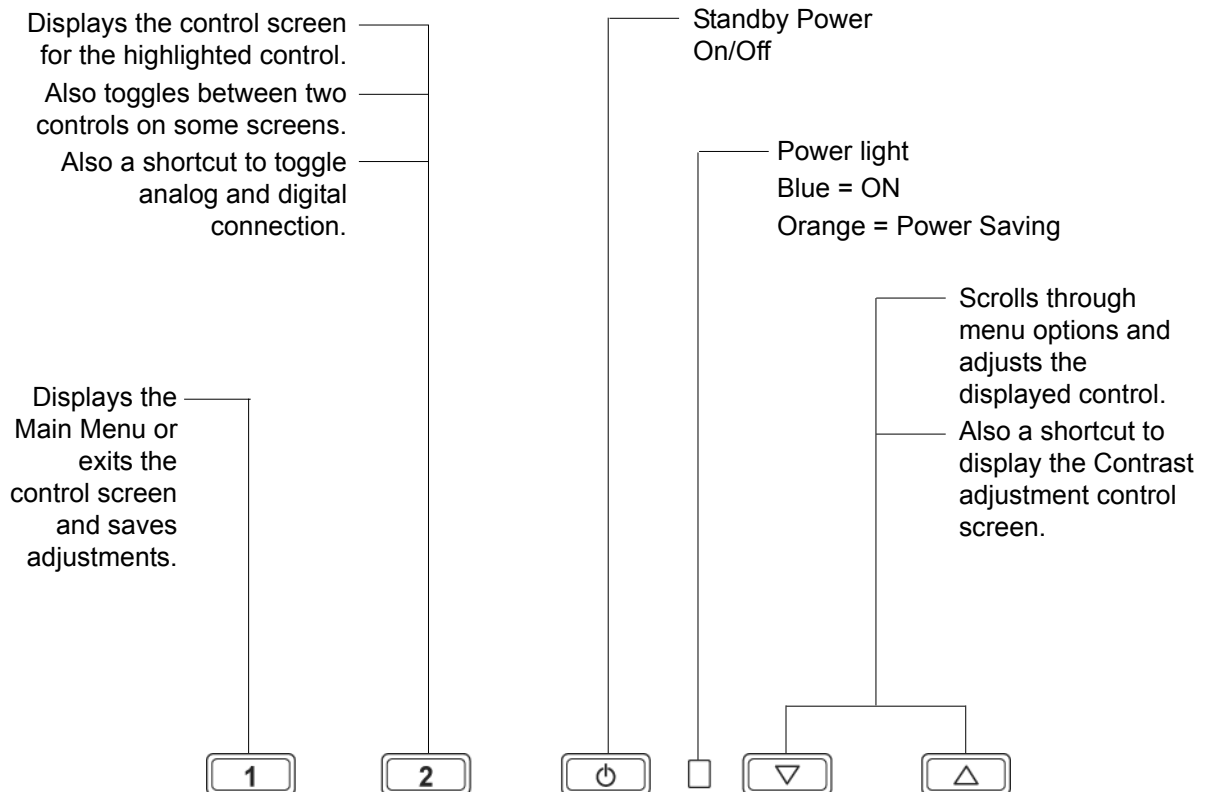 Displays the control screen
for the highlighted control.
Also toggles between two
controls on some screens.
Also a shortcut to toggle
analog and digital
connection.
Standby Power
On/Off
Power light
Blue = ON
Orange = Power Saving
Scrolls through
menu options and
adjusts the
displayed control.
Also a shortcut to
display the Contrast
adjustment control
screen.
Displays the
Main Menu or
exits the
control screen
and saves
adjustments.
1
2